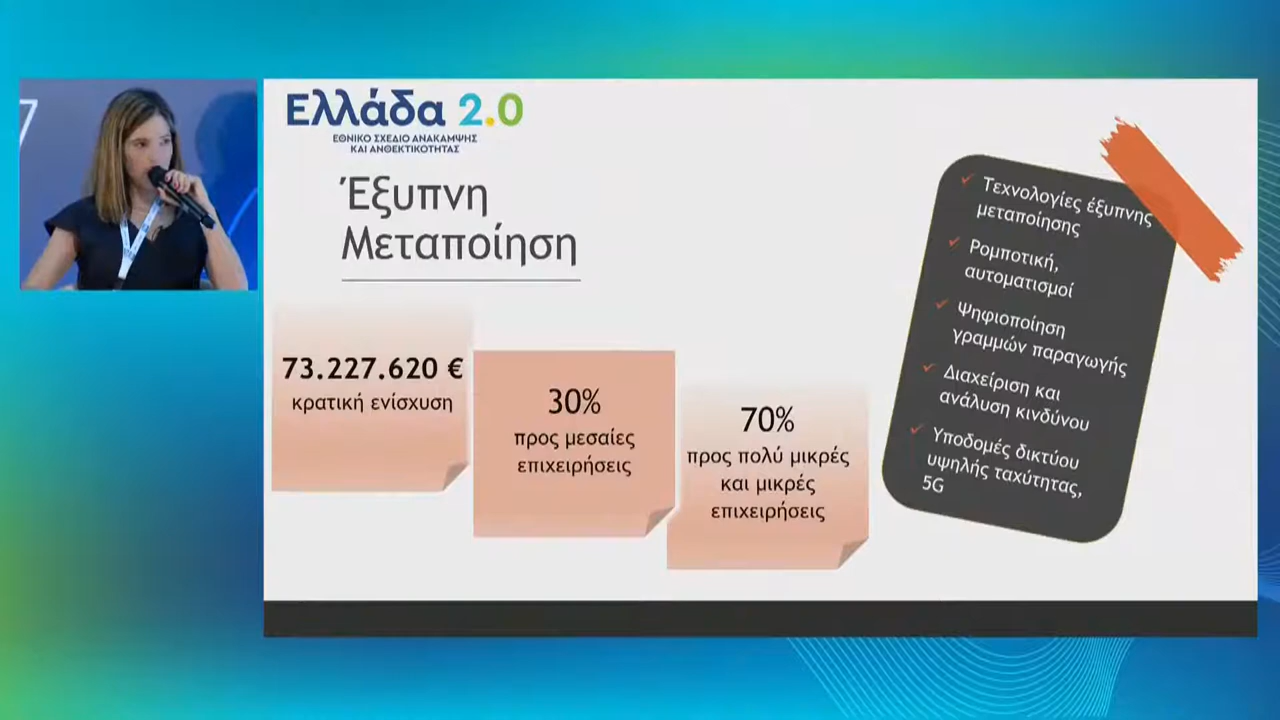 7
Ελλάδα 2.0
ΕΘΝΙΚΟ ΣΧΕΔΙΟ ΑΝΑΚΑΜΨΗΣ
ΚΑΙ ΑΝΘΕΚΤΙΚΟΤΗΤΑΣ
Έξυπνη
Μεταποίηση
73.227.620 €
κρατική ενίσχυση
30%
προς μεσαίες
επιχειρήσεις
70%
προς πολύ μικρές
και μικρές
επιχειρήσεις
Τεχνολογίες έξυπνης
μεταποίησης
Ρομποτική,
αυτοματισμοί
Ψηφιοποίηση
γραμμών παραγωγής
Διαχείριση και
ανάλυση κινδύνου
Υποδομές δικτύου
υψηλής ταχύτητας,
5G